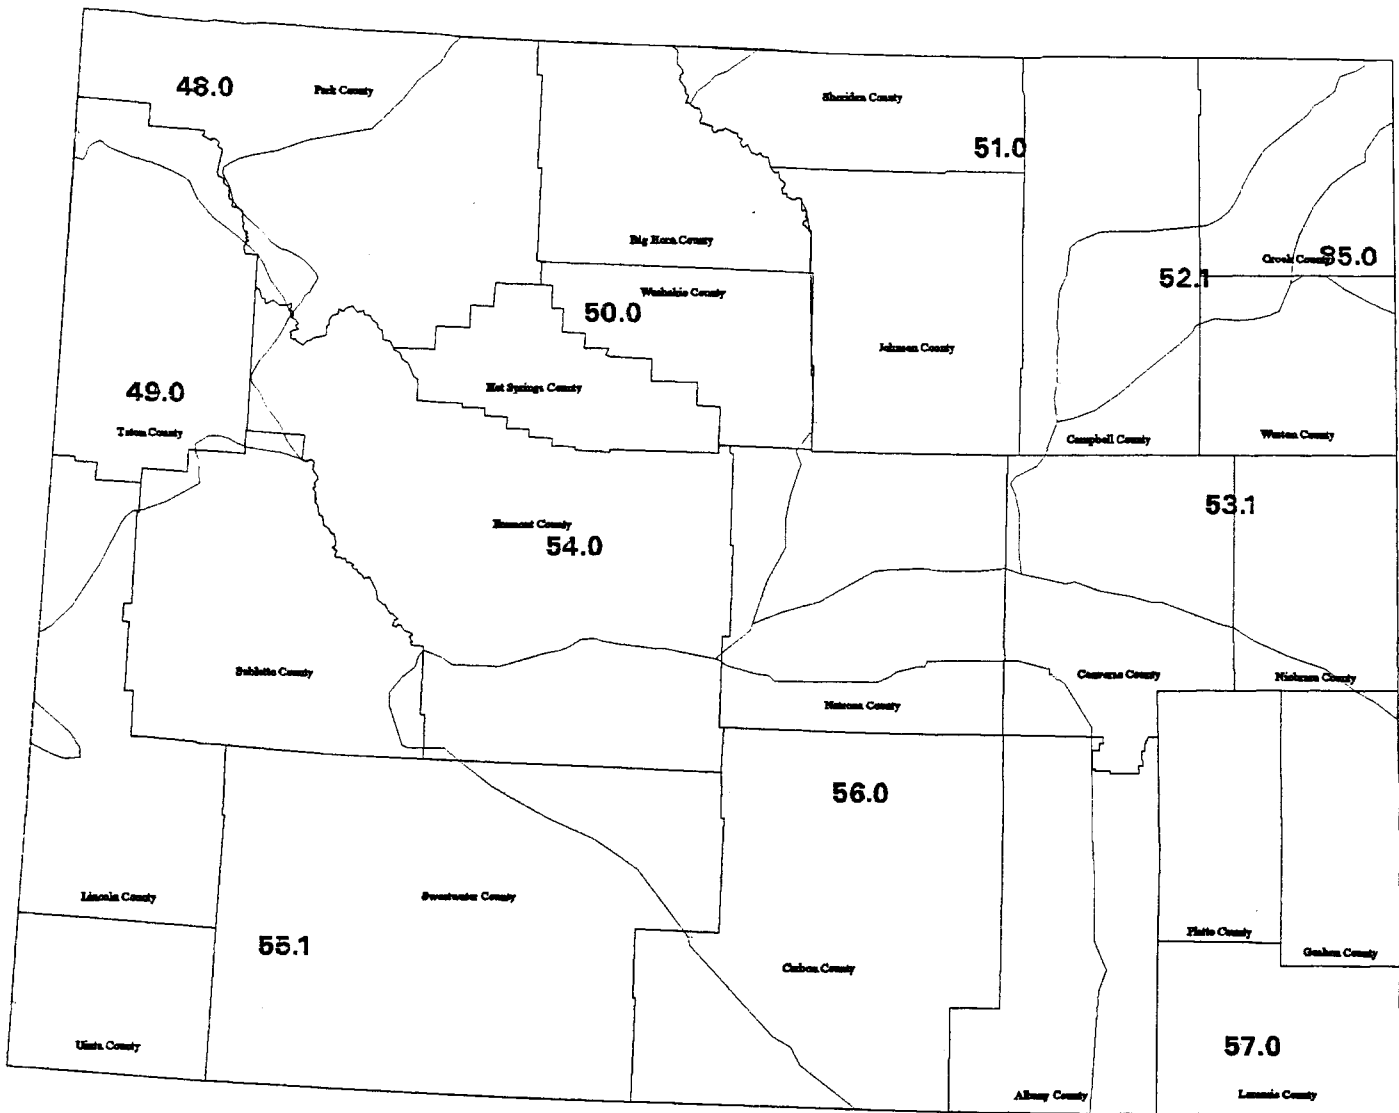 48.0
Park County
Sheridan County
51.0
Big Horn County
Crook County
85.0
52.1
Washakie County
50.0
Johnson County
Hot Springs County
49.0
Teton County
Campbell County
Weston County
53.1
Fremont County
54.0
Sublette County
Converse County
Niobrara County
Natrona County
56.0
Lincoln County
Sweetwater County
Platte County
55.1
Goshen County
Carbon County
Uinta County
57.0
Albany County
Laramie County